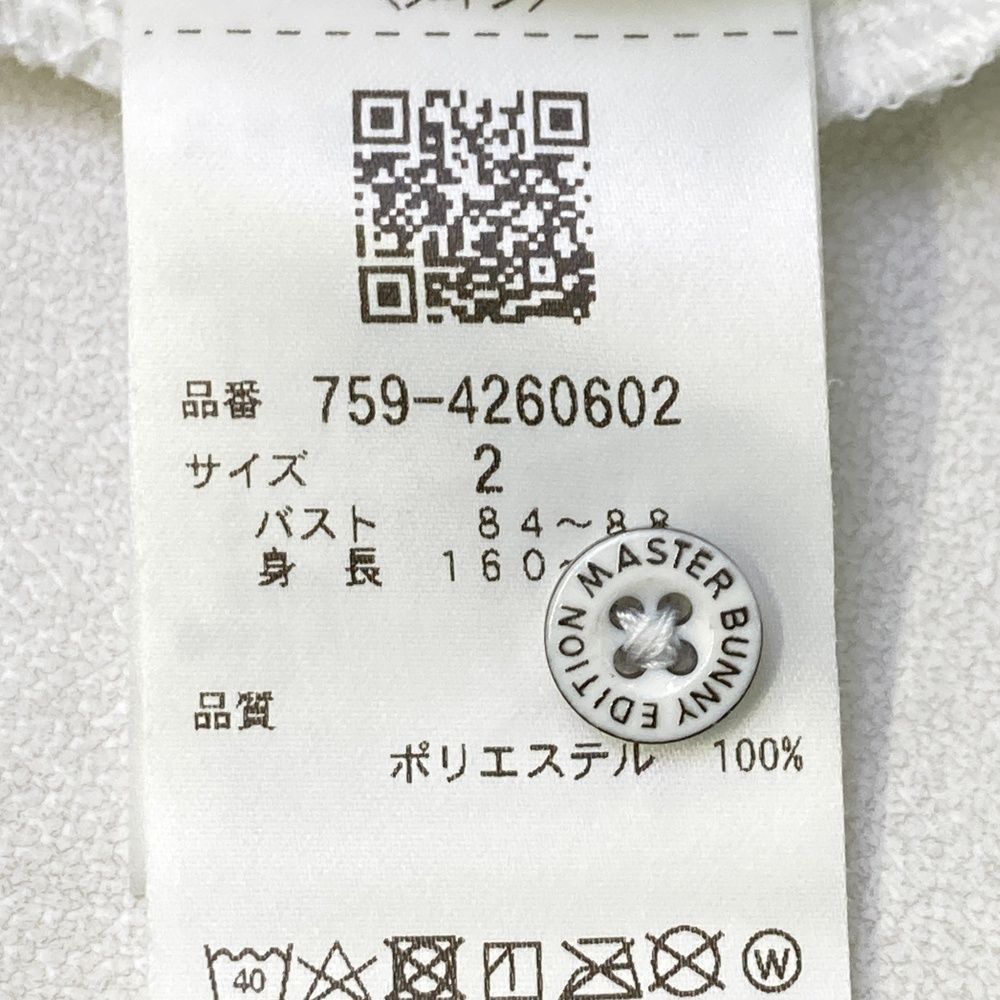 品番 759-4260602
サイズ 2
バスト 84～88
身長 160
MASTER BUNNY EDITION
品質
ポリエステル 100%
40
W